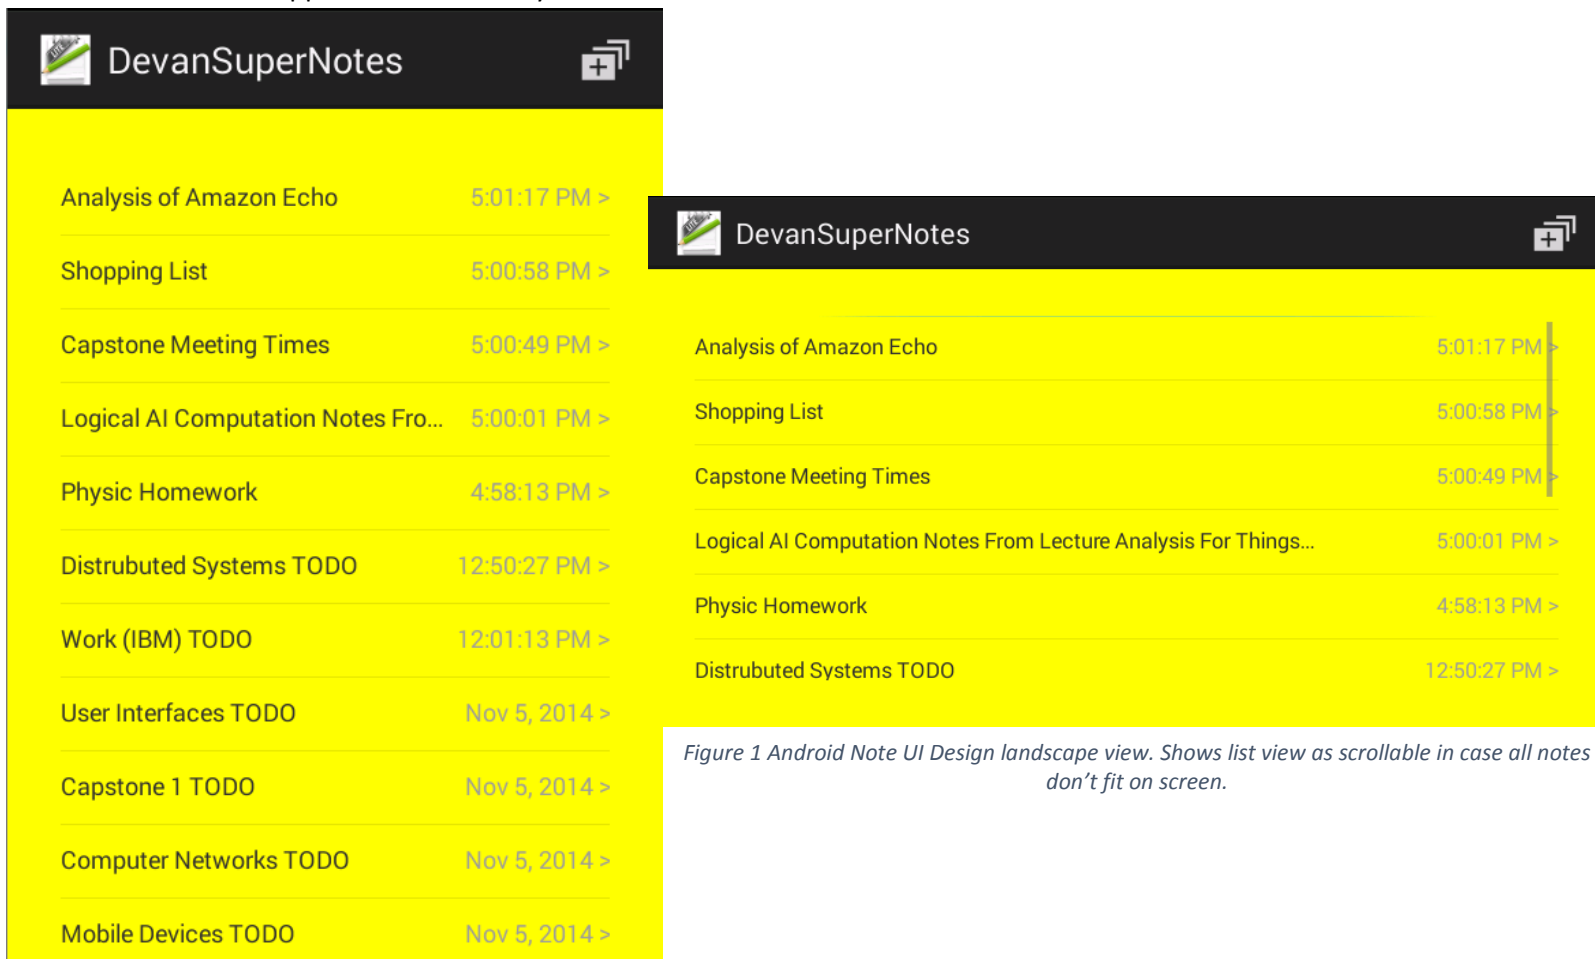 DevanSuperNotes
Analysis of Amazon Echo 5:01:17 PM >
Shopping List 5:00:58 PM >
Capstone Meeting Times 5:00:49 PM >
Logical AI Computation Notes Fro... 5:00:01 PM >
Physic Homework 4:58:13 PM >
Distrubuted Systems TODO 12:50:27 PM >
Work (IBM) TODO 12:01:13 PM >
User Interfaces TODO Nov 5, 2014 >
Capstone 1 TODO Nov 5, 2014 >
Computer Networks TODO Nov 5, 2014 >
Mobile Devices TODO Nov 5, 2014 >
DevanSuperNotes
Analysis of Amazon Echo 5:01:17 PM >
Shopping List 5:00:58 PM >
Capstone Meeting Times 5:00:49 PM >
Logical AI Computation Notes From Lecture Analysis For Things... 5:00:01 PM >
Physic Homework 4:58:13 PM >
Distrubuted Systems TODO 12:50:27 PM >
Figure 1 Android Note UI Design landscape view. Shows list view as scrollable in case all notes
don’t fit on screen.